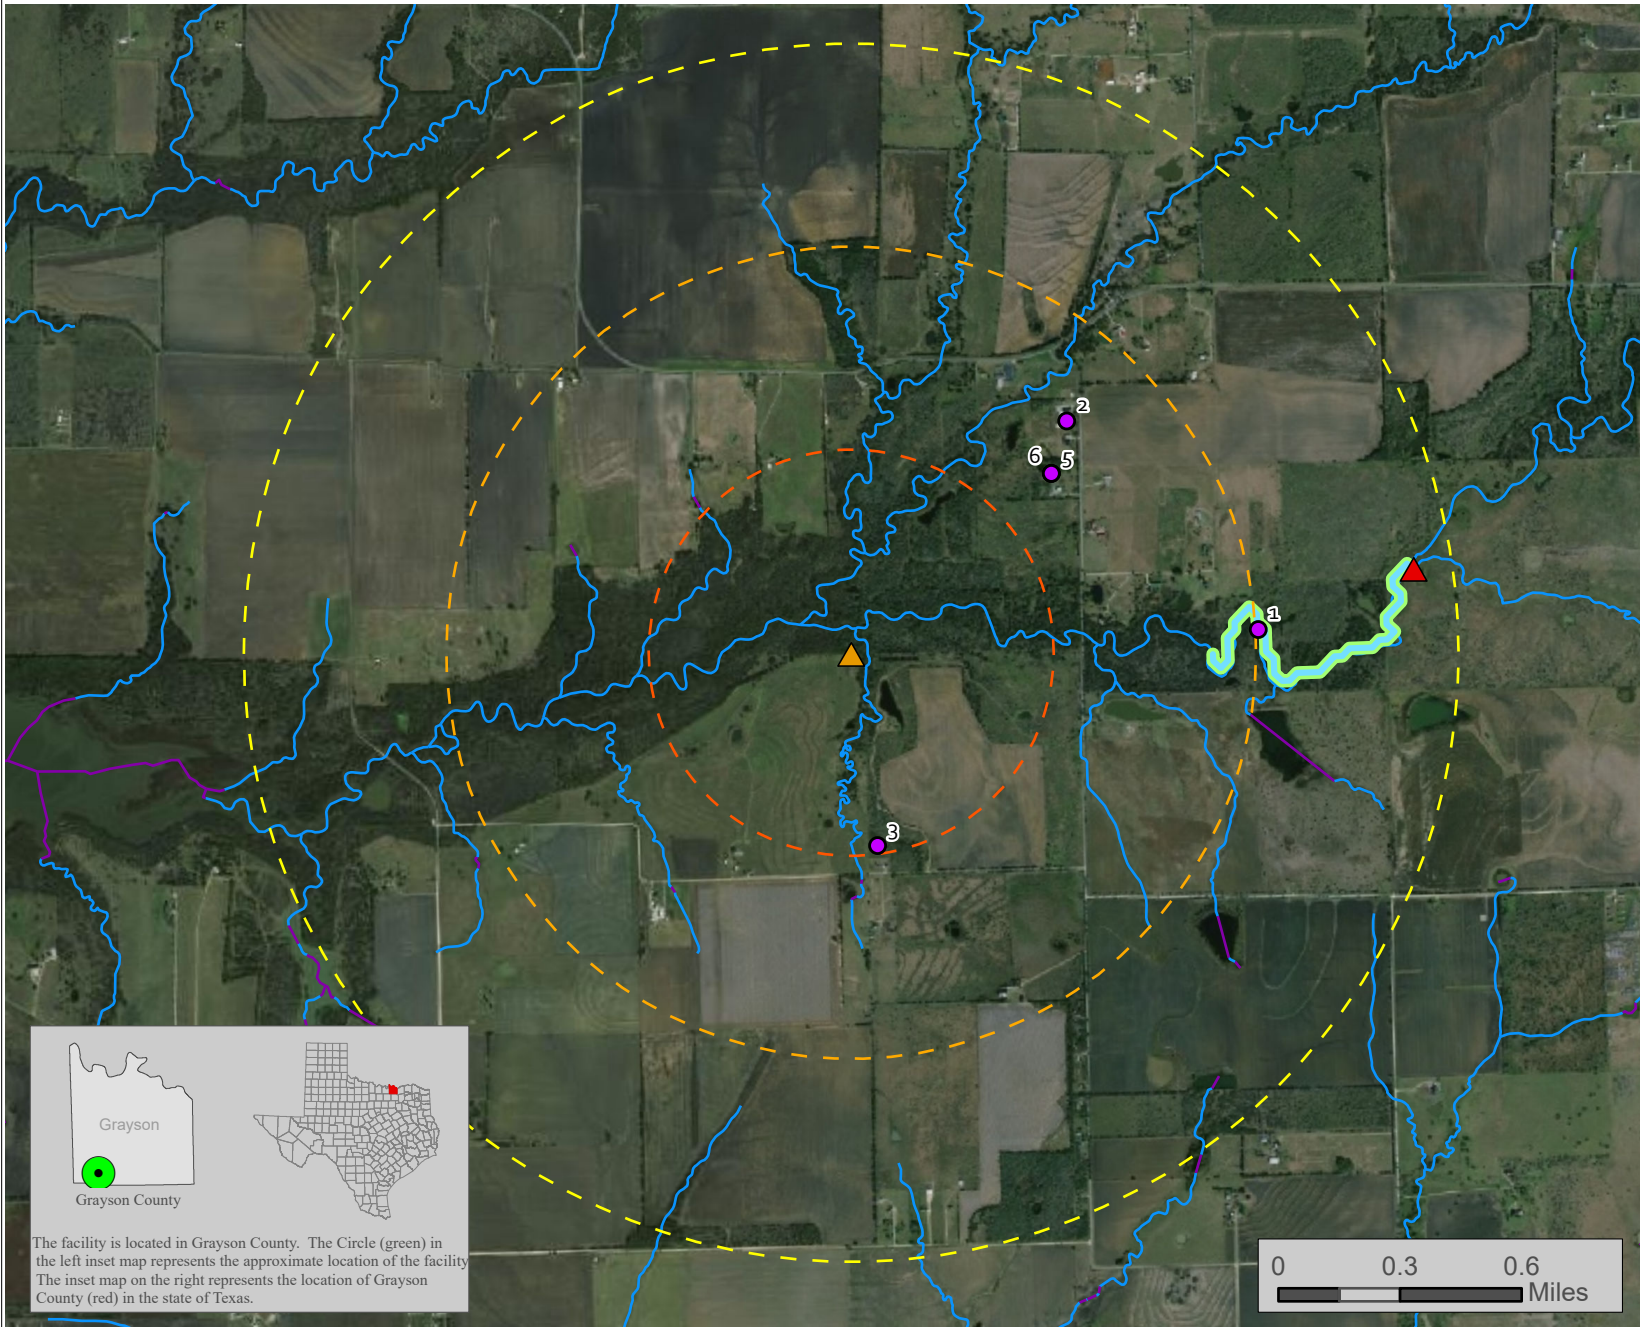 2
6 5
1
3
Grayson
Grayson County
The facility is located in Grayson County.  The Circle (green) in
the left inset map represents the approximate location of the facility
The inset map on the right represents the location of Grayson
County (red) in the state of Texas.
0 0.3 0.6
Miles